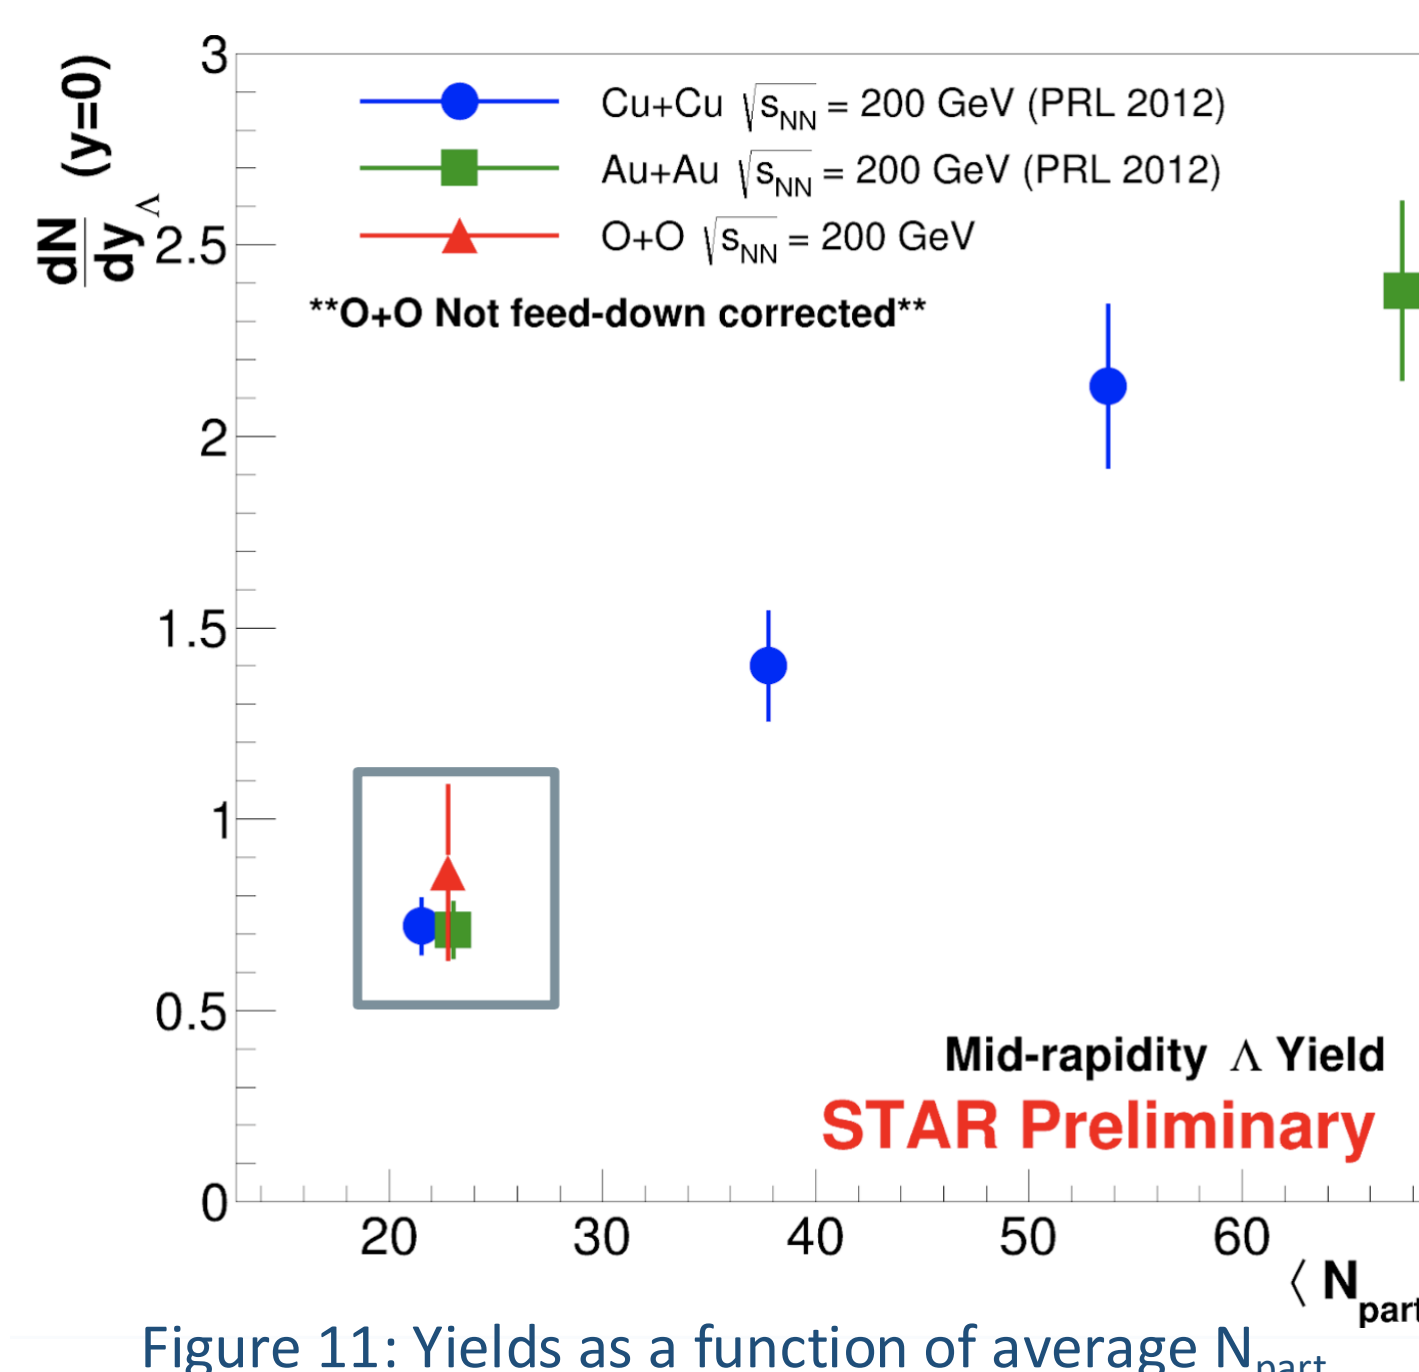 dN/dy Λ (y=0)
3
Cu+Cu √sNN = 200 GeV (PRL 2012)
Au+Au √sNN = 200 GeV (PRL 2012)
O+O √sNN = 200 GeV
2.5
**O+O Not feed-down corrected**
2
1.5
1
0.5
Mid-rapidity Λ Yield
STAR Preliminary
0
20 30 40 50 60
⟨ Npart
Figure 11: Yields as a function of average Npart